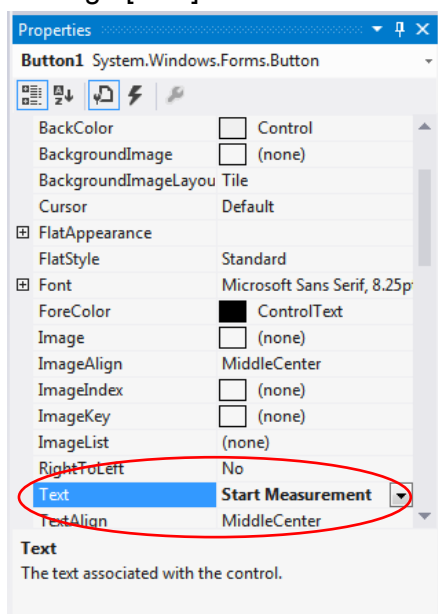 Properties
Button1 System.Windows.Forms.Button
BackColor Control
BackgroundImage (none)
BackgroundImageLayou Tile
Cursor Default
FlatAppearance
FlatStyle Standard
Font Microsoft Sans Serif, 8.25p
ForeColor ControlText
Image (none)
ImageAlign MiddleCenter
ImageIndex (none)
ImageKey (none)
ImageList (none)
RightToLeft No
Text Start Measurement
TextAlign MiddleCenter
Text
The text associated with the control.